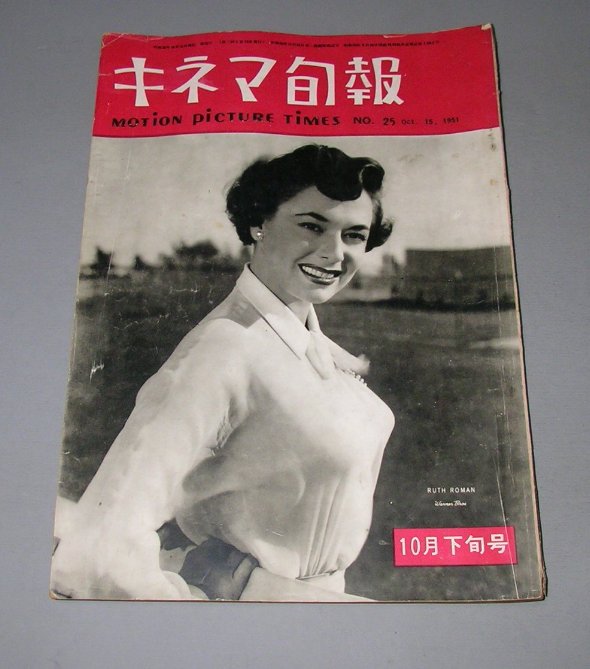 キネマ旬報
MOTION PICTURE TIMES NO. 25 Oct. 15, 1951
RUTH ROMAN
Warner Bros
10月下旬号